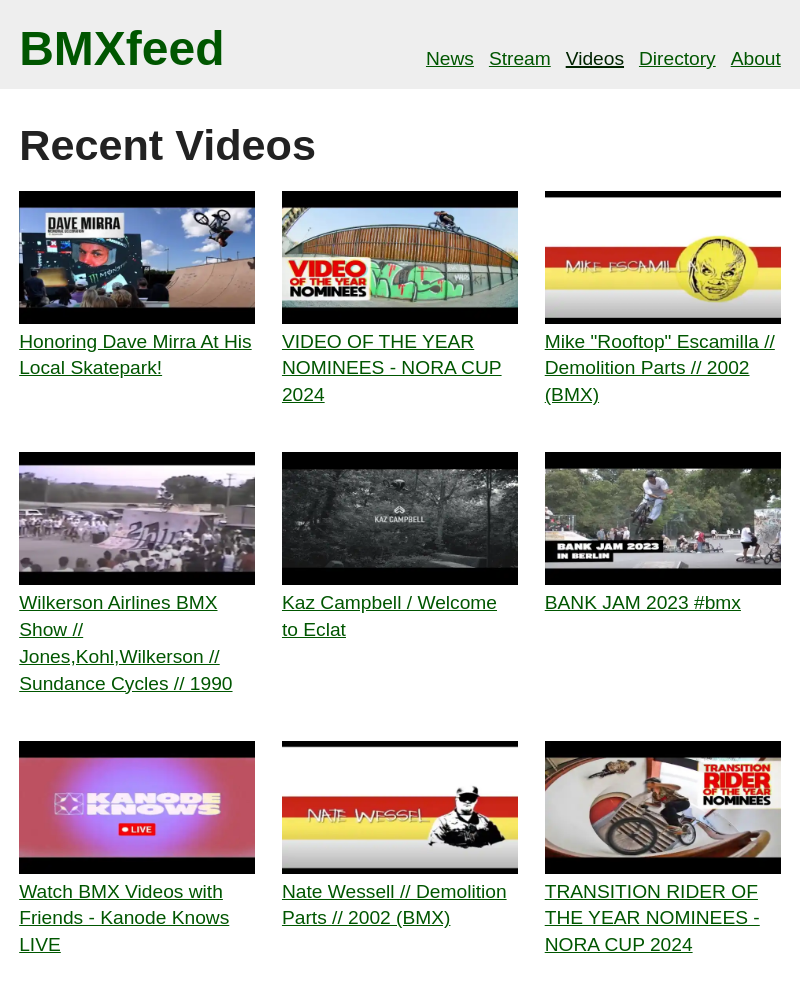 BMXfeed
News Stream Videos Directory About
Recent Videos
DAVE MIRRA
VIDEO
OF THE YEAR
NOMINEES
MIKE ESCAMILLA
Honoring Dave Mirra At His
Local Skatepark!
VIDEO OF THE YEAR
NOMINEES - NORA CUP
2024
Mike "Rooftop" Escamilla //
Demolition Parts // 2002
(BMX)
KAZ CAMPBELL
BANK JAM 2023
IN BERLIN
Wilkerson Airlines BMX
Show //
Jones,Kohl,Wilkerson //
Sundance Cycles // 1990
Kaz Campbell / Welcome
to Eclat
BANK JAM 2023 #bmx
KANODE
KNOWS
LIVE
NATE WESSEL
TRANSITION
RIDER
OF THE YEAR
NOMINEES
Watch BMX Videos with
Friends - Kanode Knows
LIVE
Nate Wessell // Demolition
Parts // 2002 (BMX)
TRANSITION RIDER OF
THE YEAR NOMINEES -
NORA CUP 2024